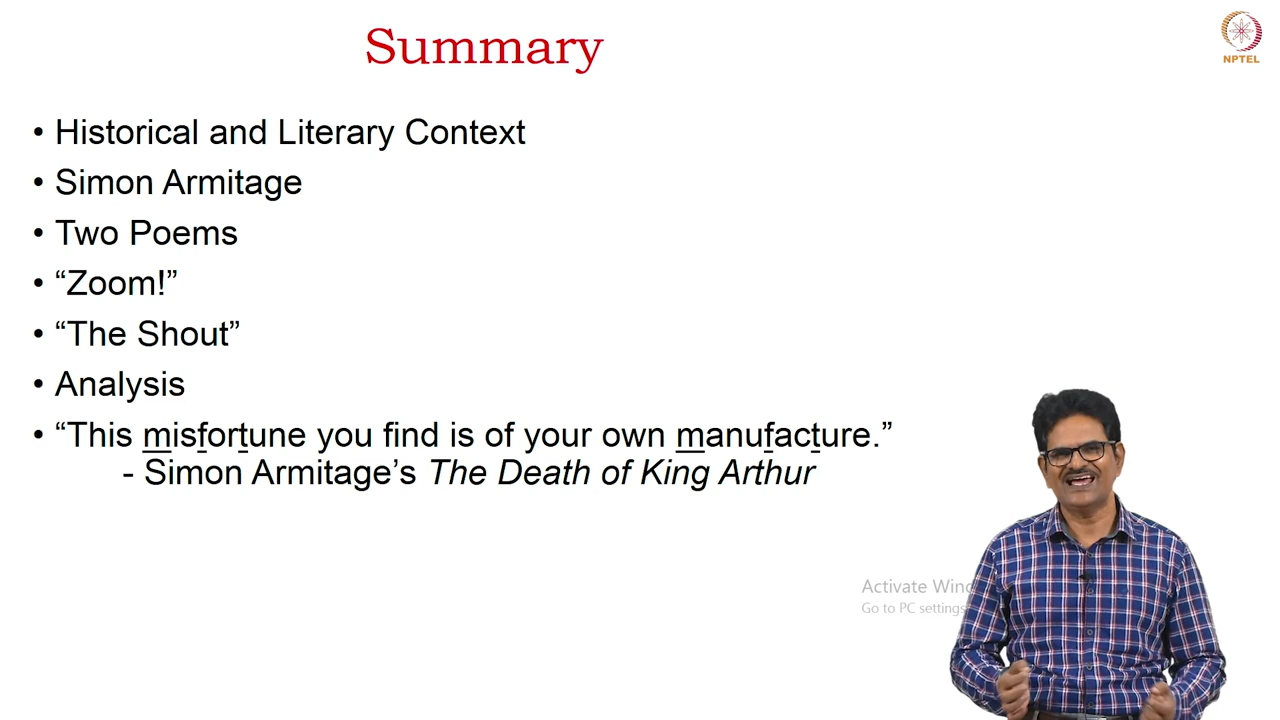 Summary
NPTEL
• Historical and Literary Context
• Simon Armitage
• Two Poems
• “Zoom!”
• “The Shout”
• Analysis
• “This misfortune you find is of your own manufacture.”
- Simon Armitage’s The Death of King Arthur
Activate
Go to PC settings